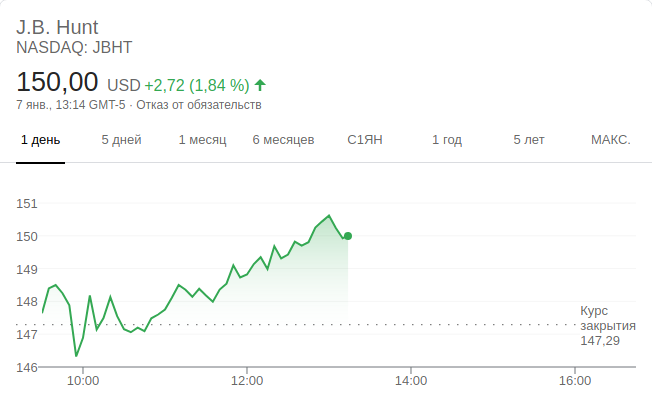 J.B. Hunt
NASDAQ: JBHT
150,00 USD +2,72 (1,84 %)
7 янв., 13:14 GMT-5 · Отказ от обязательств
1 день 5 дней 1 месяц 6 месяцев С1ЯН 1 год 5 лет МАКС.
151
150
149
148
147
146
Курс
закрытия
147,29
10:00 12:00 14:00 16:00